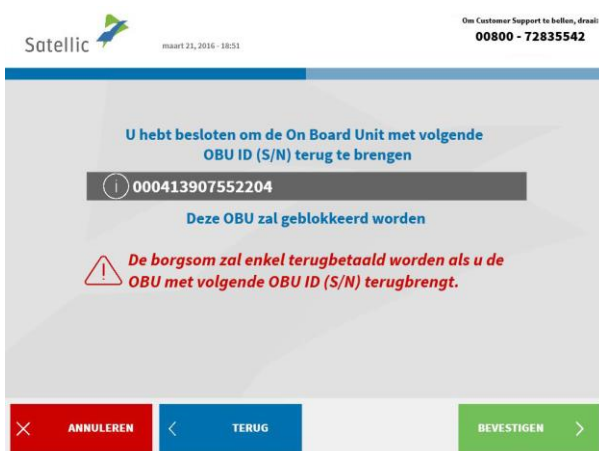 Satellic
maart 21, 2016 - 18:51
Om Customer Support te bellen, draai:
00800 - 72835542
U hebt besloten om de On Board Unit met volgende
OBU ID (S/N) terug te brengen
000413907552204
Deze OBU zal geblokkeerd worden
De borgsom zal enkel terugbetaald worden als u de
OBU met volgende OBU ID (S/N) terugbrengt.
ANNULEREN
TERUG
BEVESTIGEN